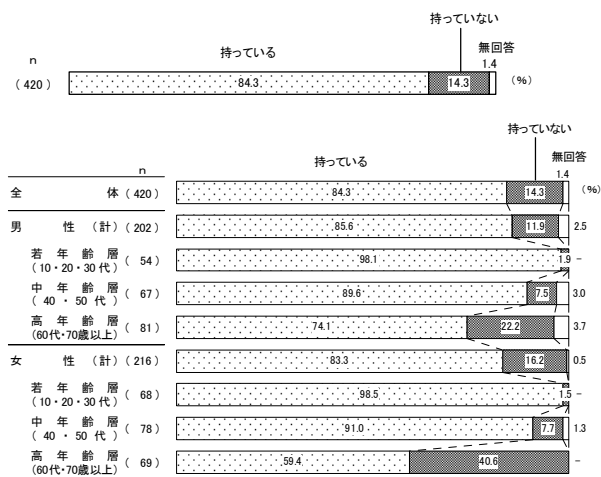 持っていない
持っている
無回答
n
1.4
(420) 84.3 14.3 (%)
持っていない
持っている
無回答
n
1.4
全体 (420) 84.3 14.3 (%)
男性(計) (202) 85.6 11.9 2.5
若年齢層
(10・20・30代) (54) 98.1 1.9 -
中年齢層
(40・50代) (67) 89.6 7.5 3.0
高年齢層
(60代・70歳以上) (81) 74.1 22.2 3.7
女性(計) (216) 83.3 16.2 0.5
若年齢層
(10・20・30代) (68) 98.5 1.5 -
中年齢層
(40・50代) (78) 91.0 7.7 1.3
高年齢層
(60代・70歳以上) (69) 59.4 40.6 -